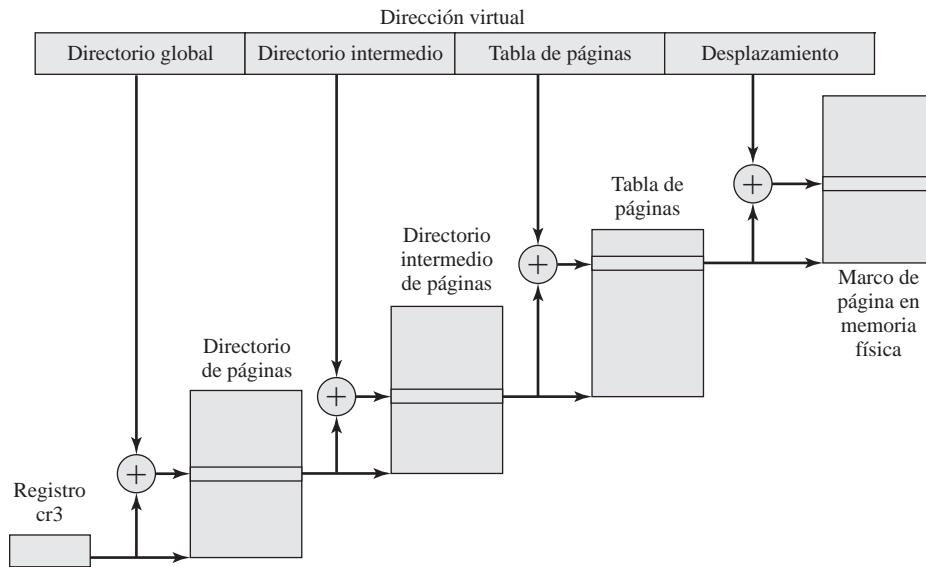 Dirección virtual
Directorio global
Directorio intermedio
Tabla de páginas
Desplazamiento
Tabla de
páginas
Directorio
intermedio
de páginas
Marco de
página en
memoria
física
Directorio
de páginas
Registro
cr3
+
+
+
+